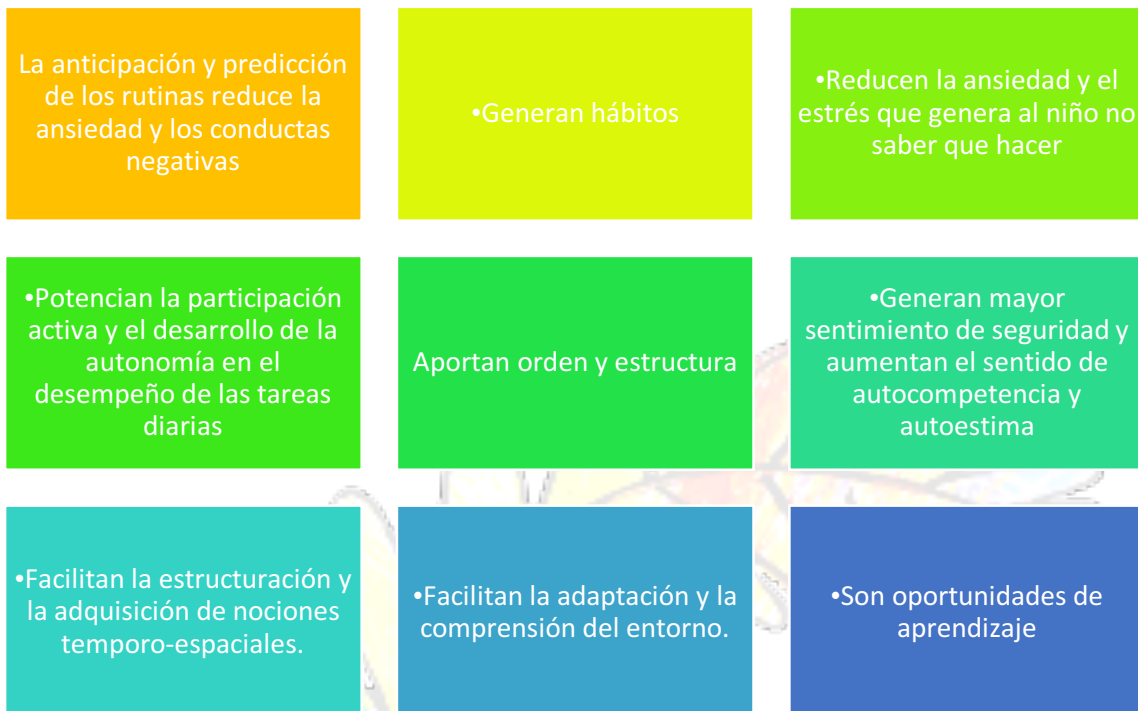 La anticipación y predicción
de los rutinas reduce la
ansiedad y los conductas
negativas
•Generan hábitos
•Reducen la ansiedad y el
estrés que genera al niño no
saber que hacer
•Potencian la participación
activa y el desarrollo de la
autonomía en el
desempeño de las tareas
diarias
Aportan orden y estructura
•Generan mayor
sentimiento de seguridad y
aumentan el sentido de
autocompetencia y
autoestima
•Facilitan la estructuración y
la adquisición de nociones
temporo-espaciales.
•Facilitan la adaptación y la
comprensión del entorno.
•Son oportunidades de
aprendizaje